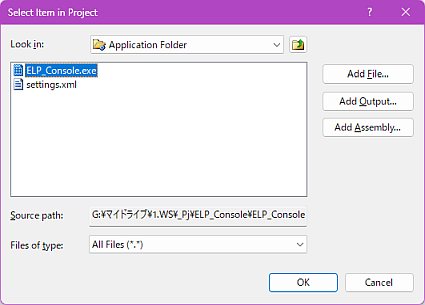 Select Item in Project
Look in:
Application Folder
ELP_Console.exe
settings.xml
Add File...
Add Output...
Add Assembly...
Source path:
G:¥マイドライブ¥1.WS¥_Pj¥ELP_Console¥ELP_Console
Files of type:
All Files (*.*)
OK
Cancel